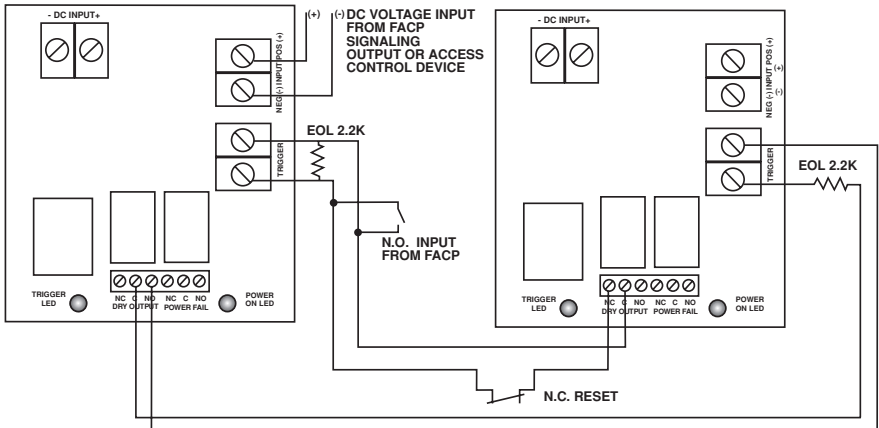 - DC INPUT+
(+)
(-) DC VOLTAGE INPUT
FROM FACP
SIGNALING
OUTPUT OR ACCESS
CONTROL DEVICE
NEG (-) INPUT POS (+)
TRIGGER
EOL 2.2K
N.O. INPUT
FROM FACP
TRIGGER
LED
NC C NO NC C NO
DRY OUTPUT POWER FAIL
POWER
ON LED
- DC INPUT+
NEG (-) INPUT POS (+)
(-) (+)
TRIGGER
EOL 2.2K
TRIGGER
LED
NC C NO NC C NO
DRY OUTPUT POWER FAIL
POWER
ON LED
N.C. RESET